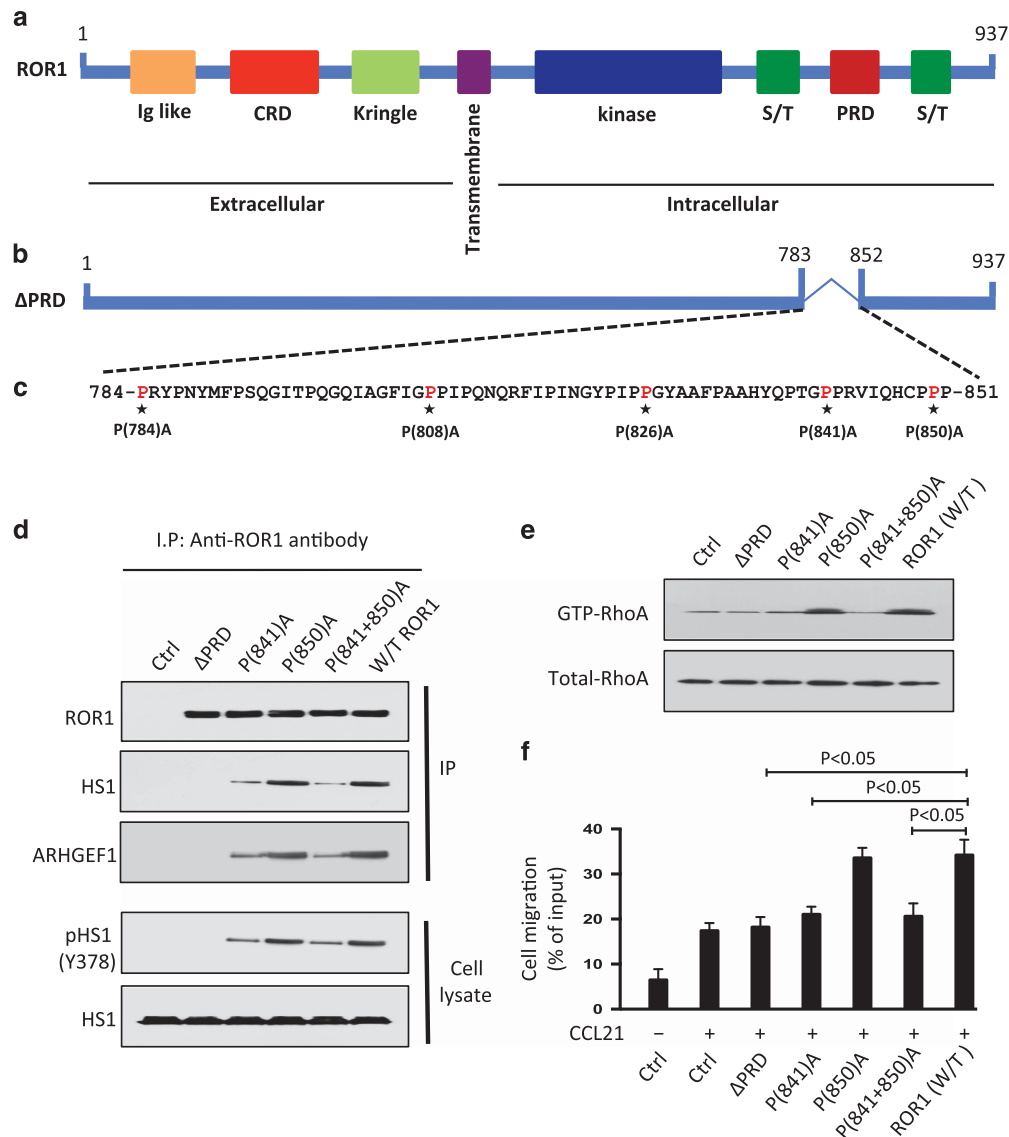 a
1
937
ROR1
Ig like
CRD
Kringle
Transmembrane
kinase
S/T
PRD
S/T
Extracellular
Intracellular
b
1
783
852
937
ΔPRD
c
784-PRYPNYMFPSQGITPQGQIAGFIGPPIPQNQRFIPINGYPIPPGYAAFPAAHYQPTGPPRVIQHCPPP-851
★ ★ ★ ★ ★
P(784)A P(808)A P(826)A P(841)A P(850)A
d
I.P: Anti-ROR1 antibody
Ctrl
ΔPRD
P(841)A
P(850)A
P(841+850)A
W/T ROR1
ROR1
HS1
ARHGEF1
IP
pHS1
(Y378)
HS1
Cell
lysate
e
Ctrl
ΔPRD
P(841)A
P(850)A
P(841+850)A
ROR1 (W/T )
GTP-RhoA
Total-RhoA
f
P<0.05
P<0.05
P<0.05
Cell migration
(% of input)
40
30
20
10
0
CCL21 – + + + + + +
Ctrl
Ctrl
ΔPRD
P(841)A
P(850)A
P(841+850)A
ROR1 (W/T )